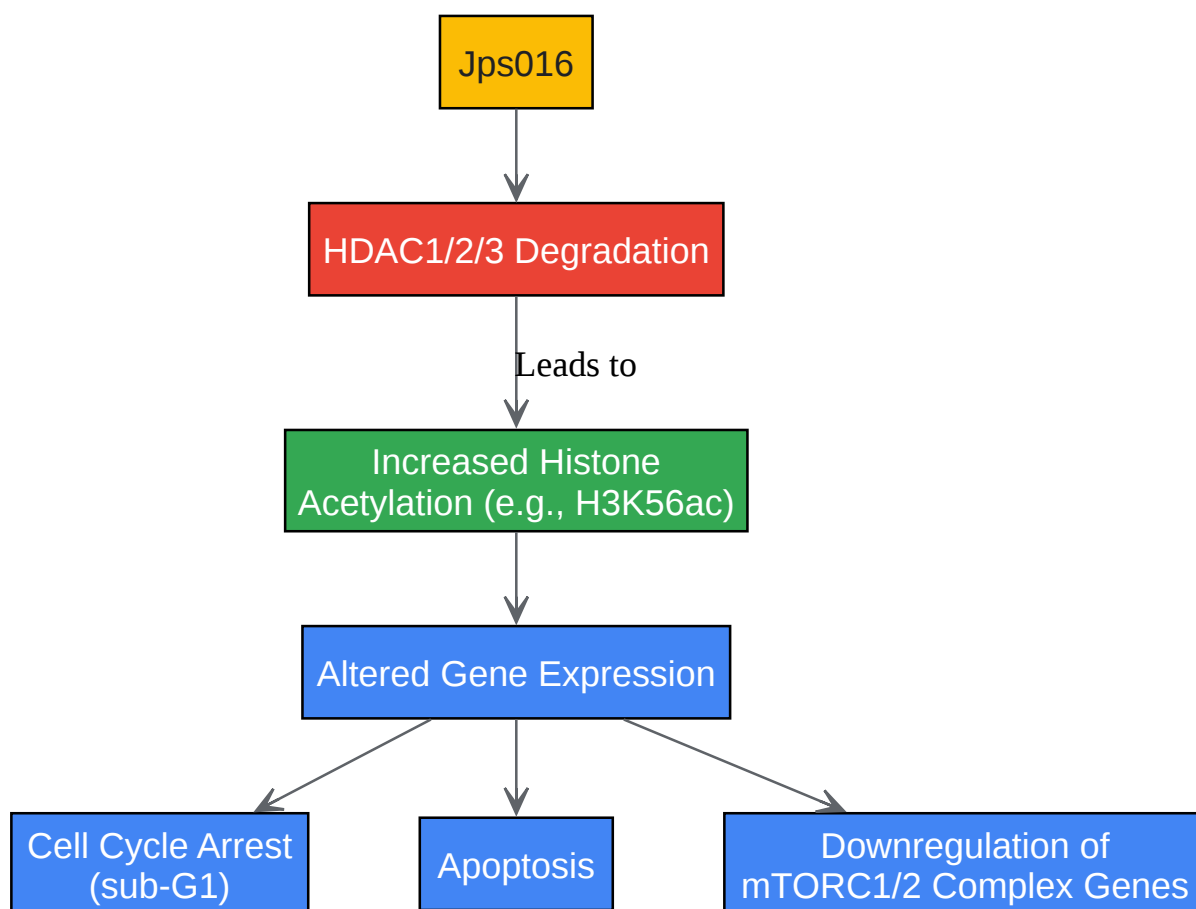 Jps016
HDAC1/2/3 Degradation
Leads to
Increased Histone
Acetylation (e.g., H3K56ac)
Altered Gene Expression
Cell Cycle Arrest
(sub-G1)
Apoptosis
Downregulation of
mTORC1/2 Complex Genes